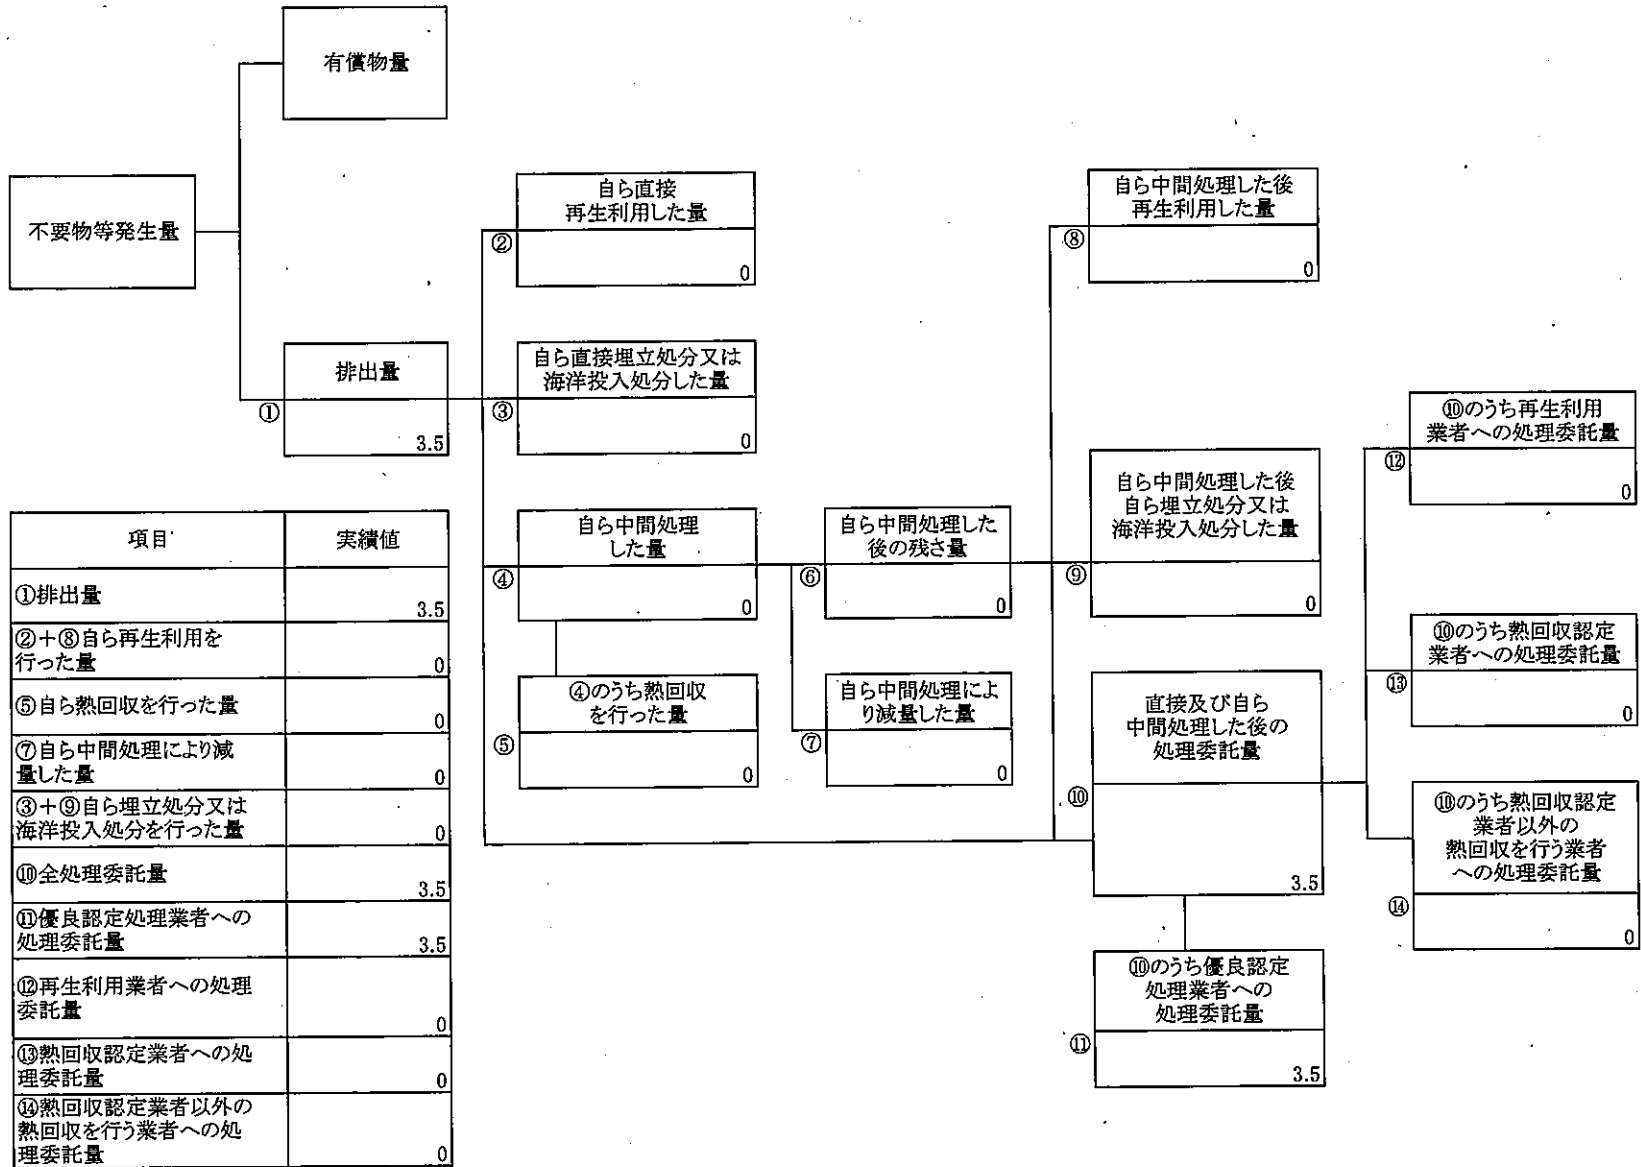 有償物量
不要物等発生量
排出量
①
3.5
自ら直接
再生利用した量
②
0
自ら直接埋立処分又は
海洋投入処分した量
③
0
自ら中間処理
した量
④
0
④のうち熱回収
を行った量
⑤
0
自ら中間処理した
後の残さ量
⑥
0
自ら中間処理によ
り減量した量
⑦
0
自ら中間処理した後
再生利用した量
⑧
0
自ら中間処理した後
自ら埋立処分又は
海洋投入処分した量
⑨
0
直接及び自ら
中間処理した後の
処理委託量
⑩
3.5
⑩のうち優良認定
処理業者への
処理委託量
⑪
3.5
⑩のうち再生利用
業者への処理委託量
⑫
0
⑩のうち熱回収認定
業者への処理委託量
⑬
0
⑩のうち熱回収認定
業者以外の
熱回収を行う業者
への処理委託量
⑭
0
項目 実績値
①排出量 3.5
②+⑧自ら再生利用を
行った量 0
⑤自ら熱回収を行った量 0
⑦自ら中間処理により減
量した量 0
③+⑨自ら埋立処分又は
海洋投入処分を行った量 0
⑩全処理委託量 3.5
⑪優良認定処理業者への
処理委託量 3.5
⑫再生利用業者への処理
委託量 0
⑬熱回収認定業者への処
理委託量 0
⑭熱回収認定業者以外の
熱回収を行う業者への処
理委託量 0